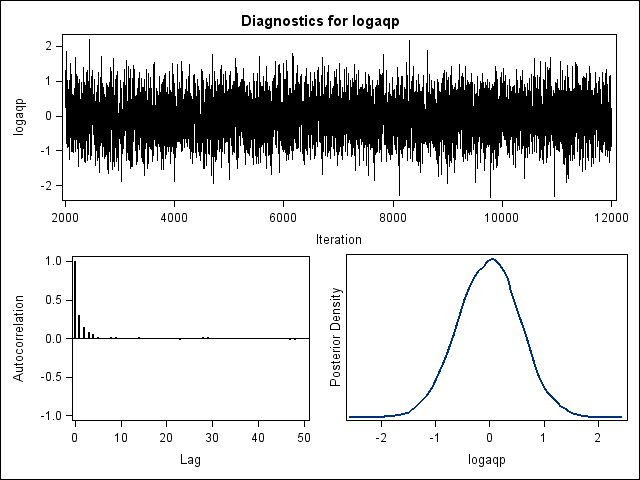 Diagnostics for logaqp
logaqp
2
1
0
-1
-2
2000 4000 6000 8000 10000 12000
Iteration
Autocorrelation
1.0
0.5
0.0
-0.5
-1.0
0 10 20 30 40 50
Lag
Posterior Density
-2 -1 0 1 2
logaqp